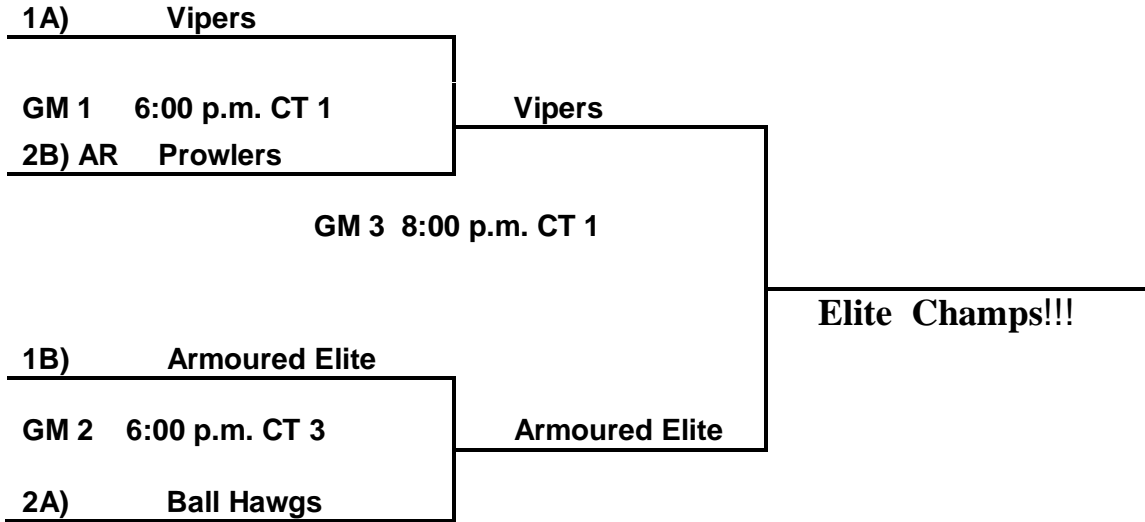 1A) Vipers
GM 1 6:00 p.m. CT 1 Vipers
2B) AR Prowlers
GM 3 8:00 p.m. CT 1
Elite Champs!!!
1B) Armoured Elite
GM 2 6:00 p.m. CT 3 Armoured Elite
2A) Ball Hawgs